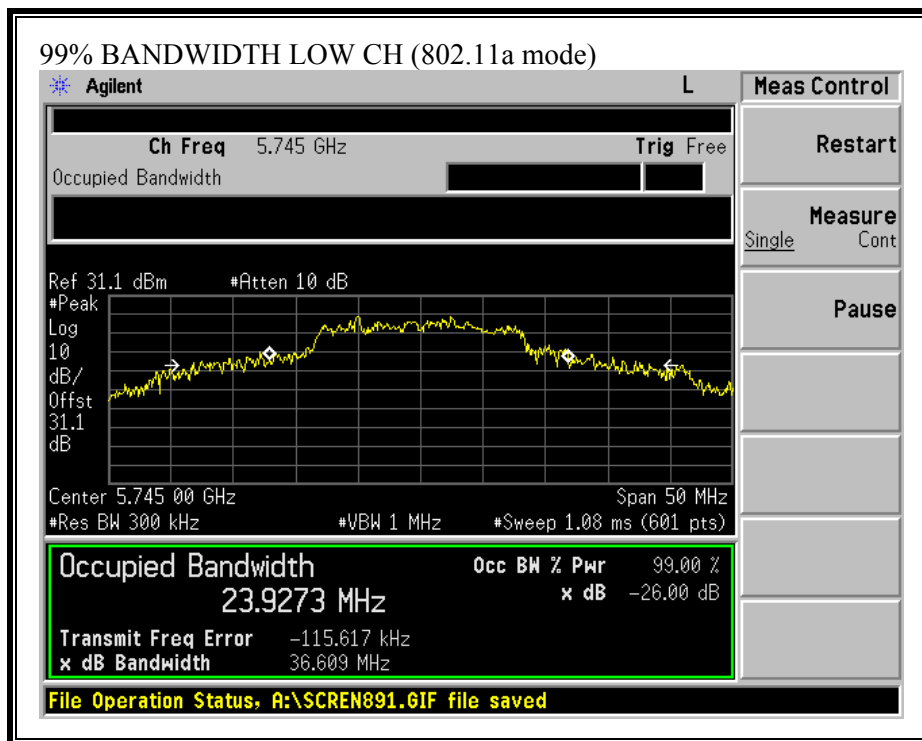 99% BANDWIDTH LOW CH (802.11a mode)
Agilent L Meas Control
Ch Freq 5.745 GHz Trig Free
Occupied Bandwidth
Restart
Measure
Single Cont
Pause
Ref 31.1 dBm #Atten 10 dB
#Peak
Log
10
dB/
Offst
31.1
dB
Center 5.745 00 GHz Span 50 MHz
#Res BW 300 kHz #VBW 1 MHz #Sweep 1.08 ms (601 pts)
Occupied Bandwidth Occ BW % Pwr 99.00 %
23.9273 MHz x dB -26.00 dB
Transmit Freq Error -115.617 kHz
x dB Bandwidth 36.609 MHz
File Operation Status, A:\SCREN891.GIF file saved